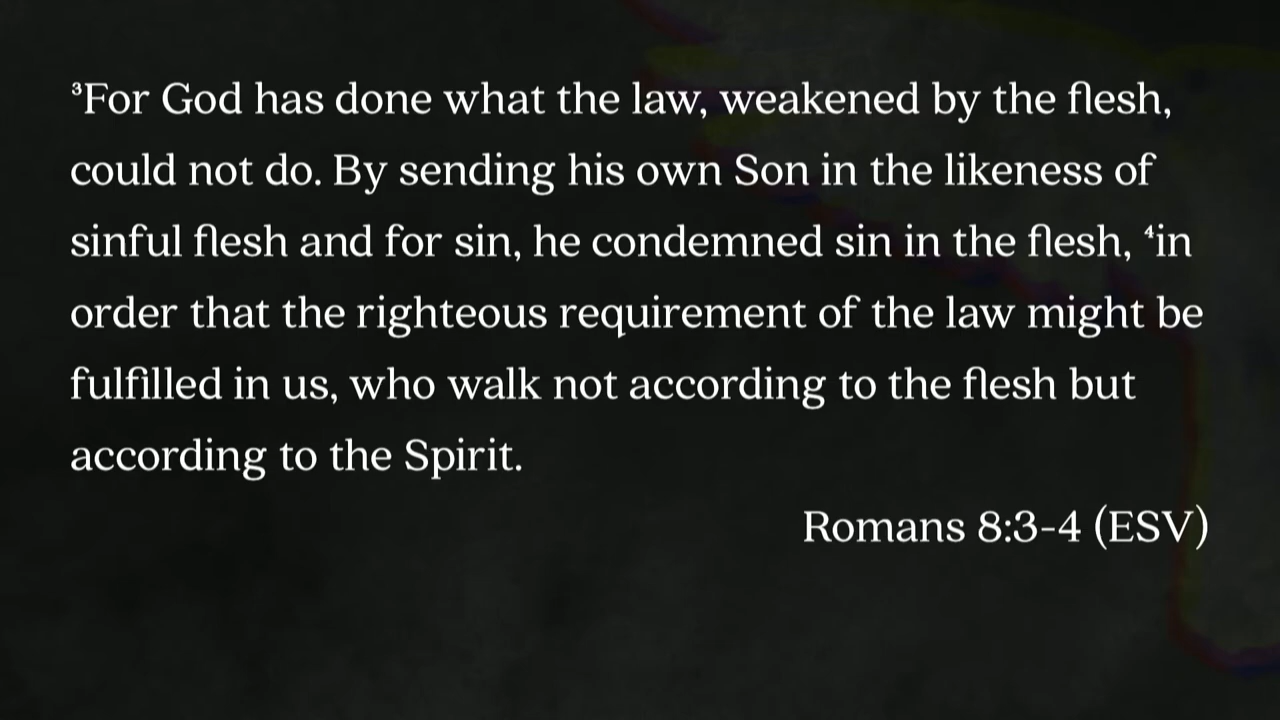 ³For God has done what the law, weakened by the flesh,
could not do. By sending his own Son in the likeness of
sinful flesh and for sin, he condemned sin in the flesh, ⁴in
order that the righteous requirement of the law might be
fulfilled in us, who walk not according to the flesh but
according to the Spirit.
Romans 8:3-4 (ESV)